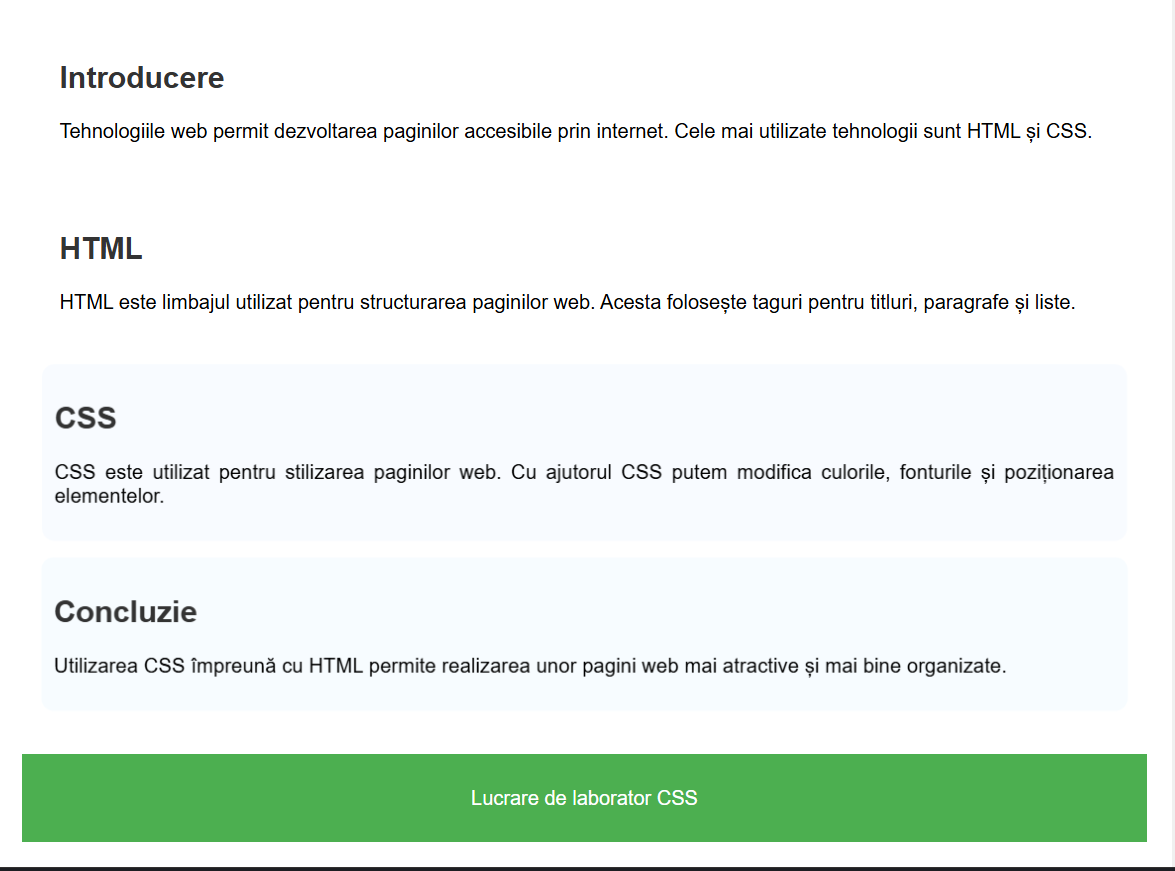 Introducere
Tehnologiile web permit dezvoltarea paginilor accesibile prin internet. Cele mai utilizate tehnologii sunt HTML și CSS.
HTML
HTML este limbajul utilizat pentru structurarea paginilor web. Acesta folosește taguri pentru titluri, paragrafe și liste.
CSS
CSS este utilizat pentru stilizarea paginilor web. Cu ajutorul CSS putem modifica culorile, fonturile și poziționarea
elementelor.
Concluzie
Utilizarea CSS împreună cu HTML permite realizarea unor pagini web mai atractive și mai bine organizate.
Lucrare de laborator CSS